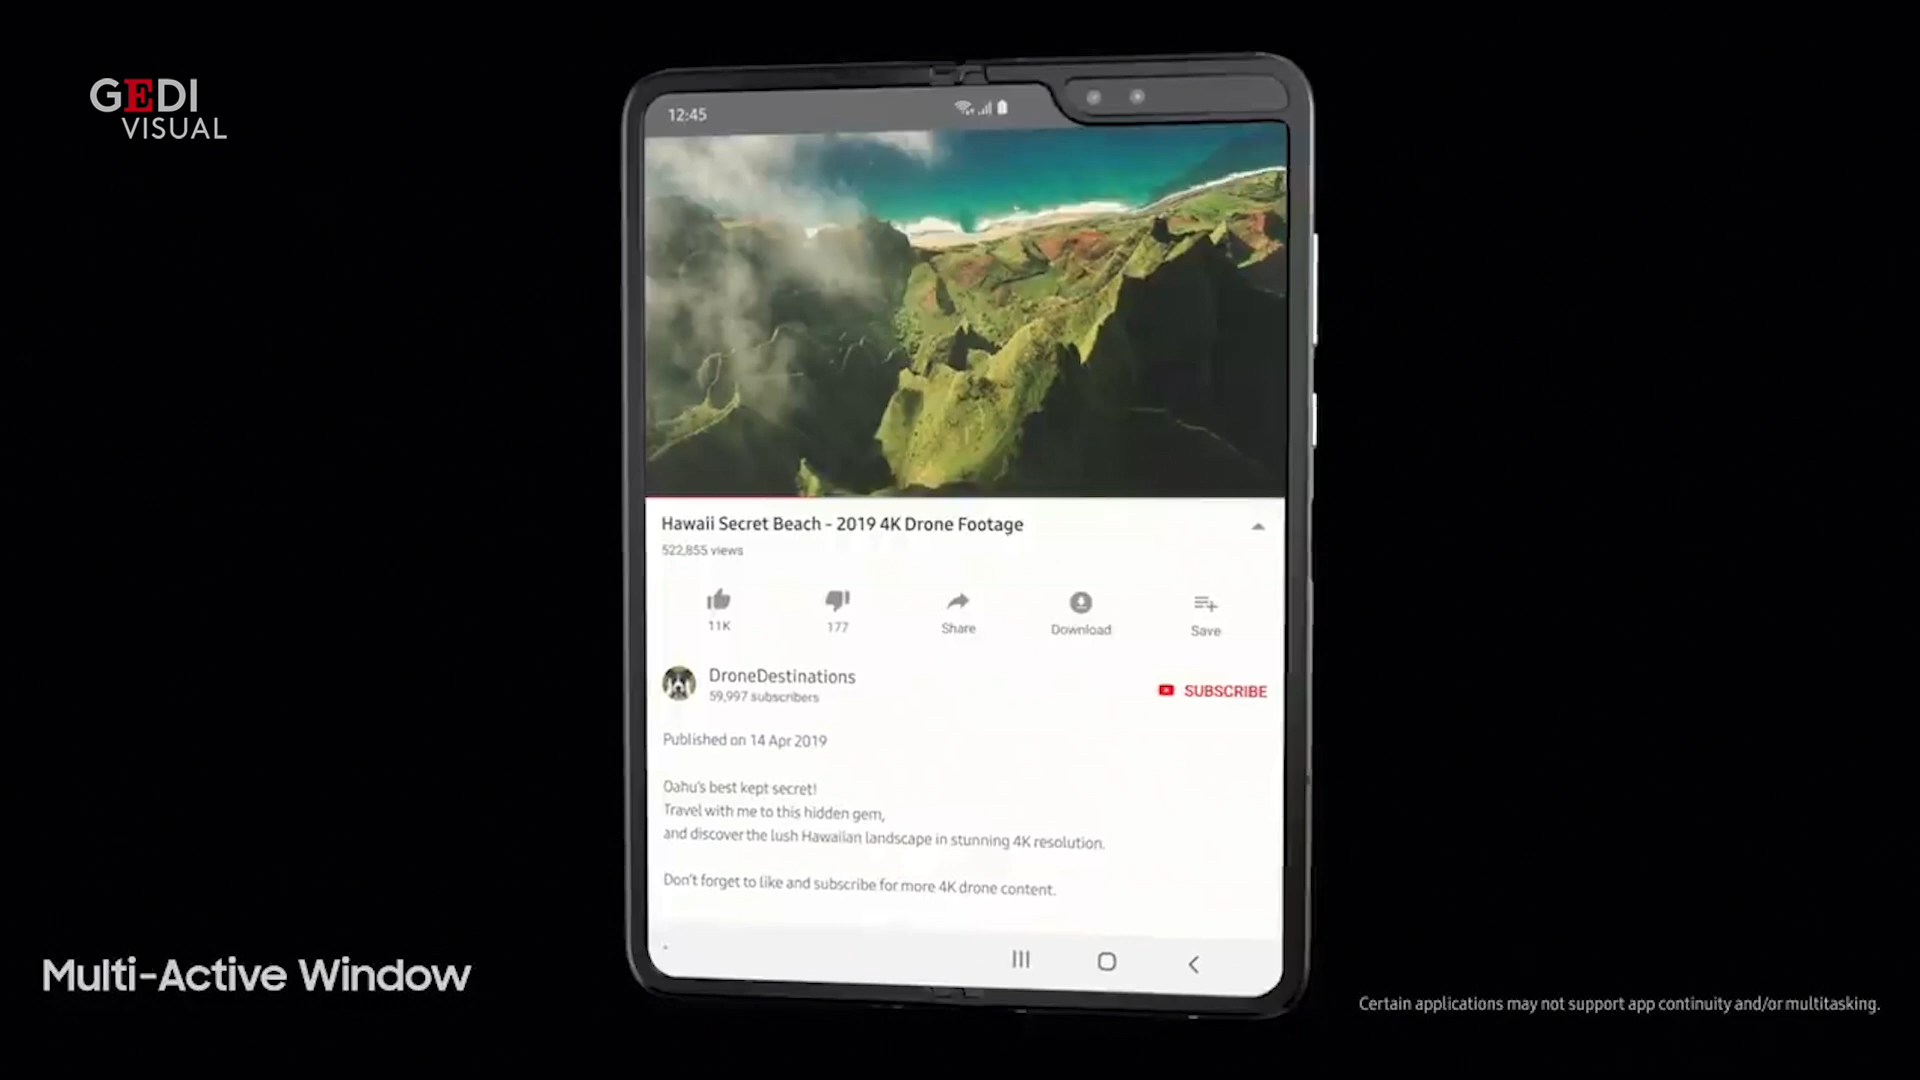 GEDI
VISUAL
12:45
Hawaii Secret Beach - 2019 4K Drone Footage
522,855 views
11K
177
Share
Download
Save
DroneDestinations
59,997 subscribers
SUBSCRIBE
Published on 14 Apr 2019
Oahu's best kept secret!
Travel with me to this hidden gem,
and discover the lush Hawaiian landscape in stunning 4K resolution.
Don't forget to like and subscribe for more 4K drone content.
Multi-Active Window
Certain applications may not support app continuity and/or multitasking.